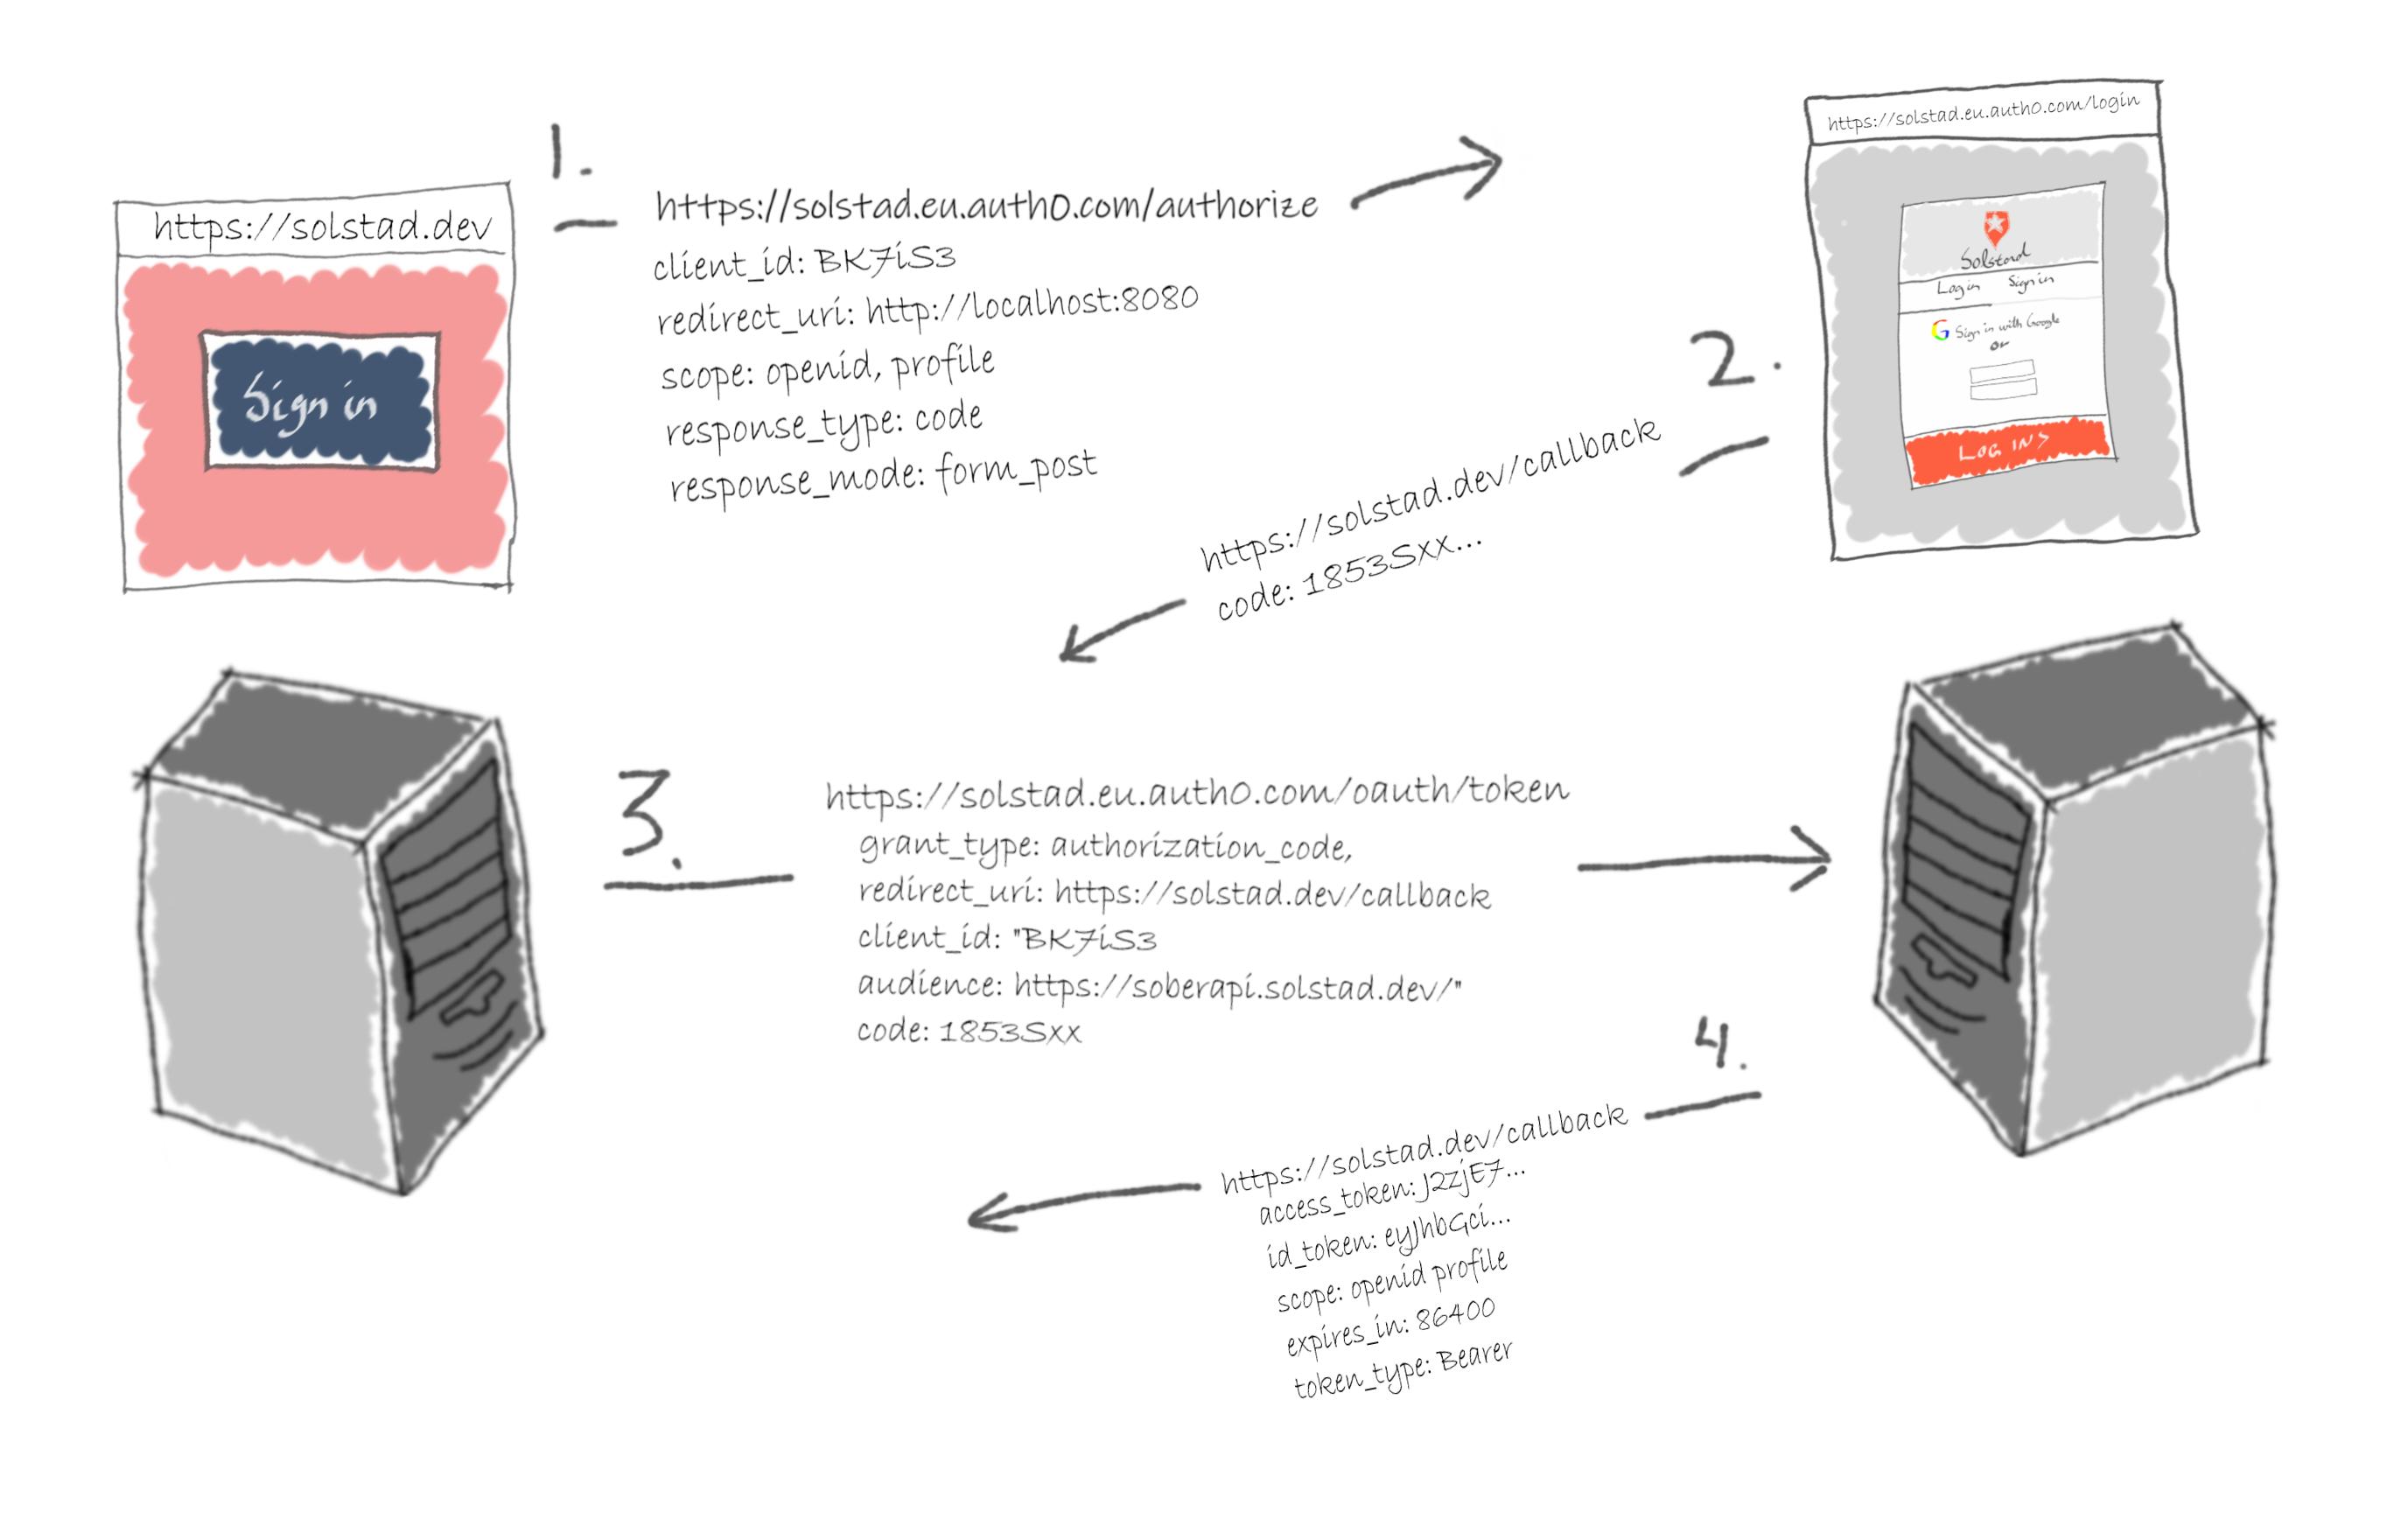 https://solstad.dev
Sign in
1.
https://solstad.eu.auth0.com/authorize
client_id: BK7iS3
redirect_uri: http://localhost:8080
scope: openid, profile
response_type: code
response_mode: form_post
https://solstad.eu.auth0.com/login
Solstad
Login Sign in
G Sign in with Google
or
LOG IN >
2.
https://solstad.dev/callback
code: 1853Sxx...
3.
https://solstad.eu.auth0.com/oauth/token
grant_type: authorization_code,
redirect_uri: https://solstad.dev/callback
client_id: "BK7iS3
audience: https://soberapi.solstad.dev/"
code: 1853Sxx
4.
https://solstad.dev/callback
access_token: J2ZjE7...
id_token: eyJhbGci...
scope: openid profile
expires_in: 86400
token_type: Bearer